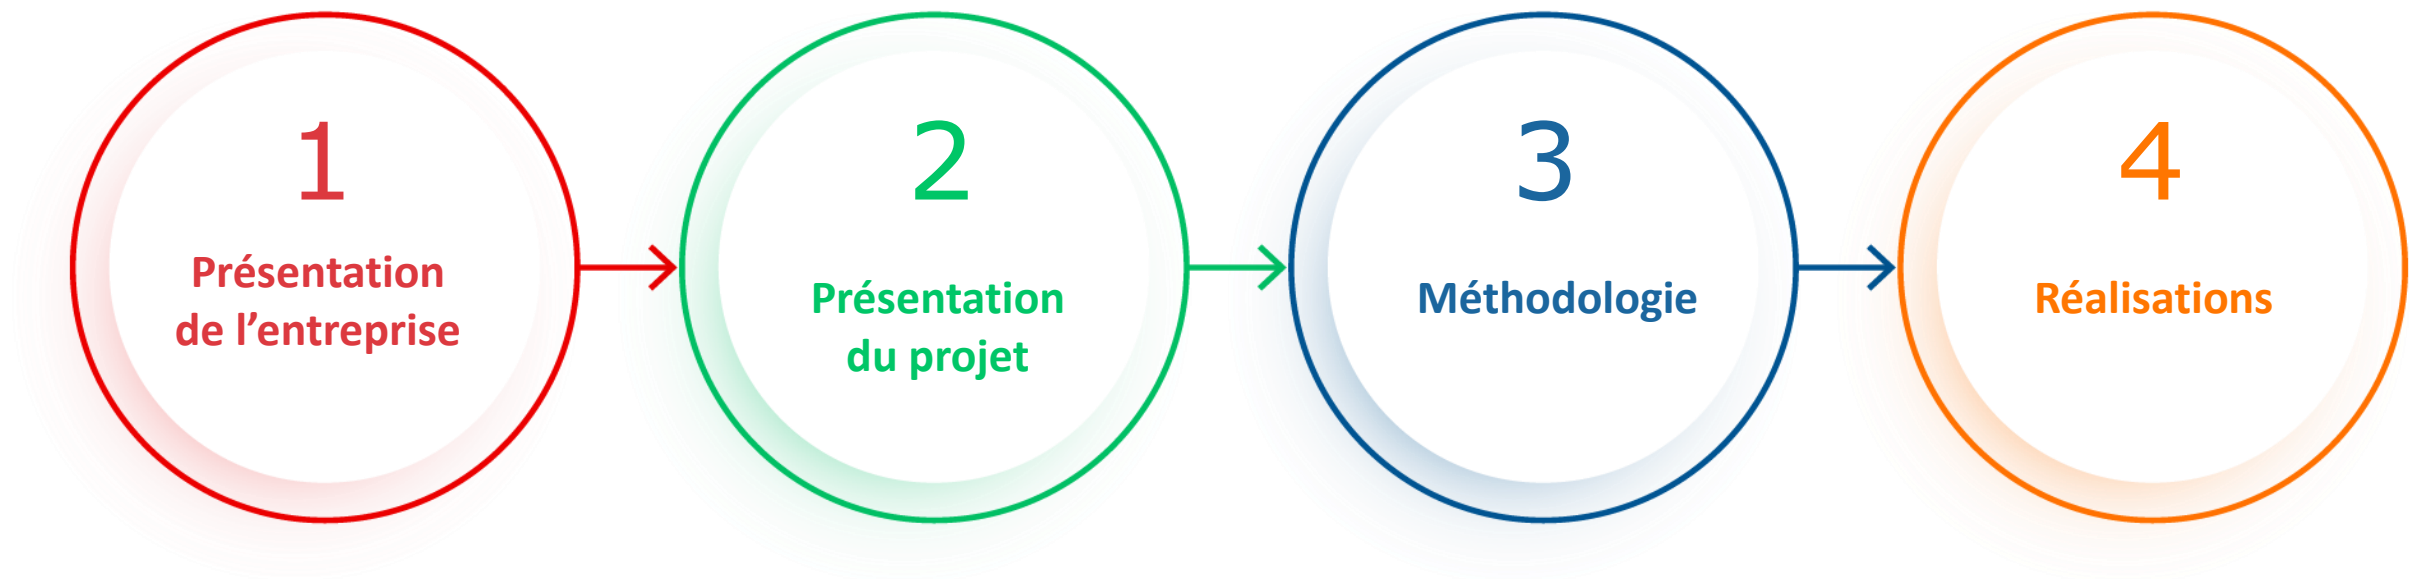 1
Présentation
de l’entreprise
2
Présentation
du projet
3
Méthodologie
4
Réalisations